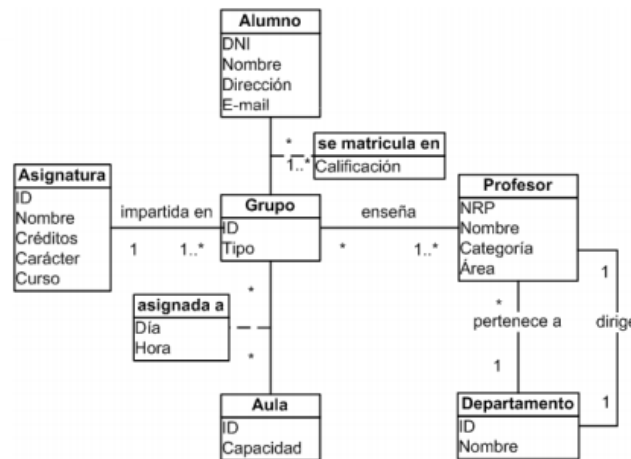 Alumno
DNI
Nombre
Dirección
E-mail
*
1..*
se matricula en
Calificación
Asignatura
ID
Nombre
Créditos
Carácter
Curso
impartida en
1
1..*
Grupo
ID
Tipo
enseña
*
1..*
Profesor
NRP
Nombre
Categoría
Área
asignada a
Día
Hora
*
*
Aula
ID
Capacidad
*
pertenece a
1
1
dirige
1
Departamento
ID
Nombre